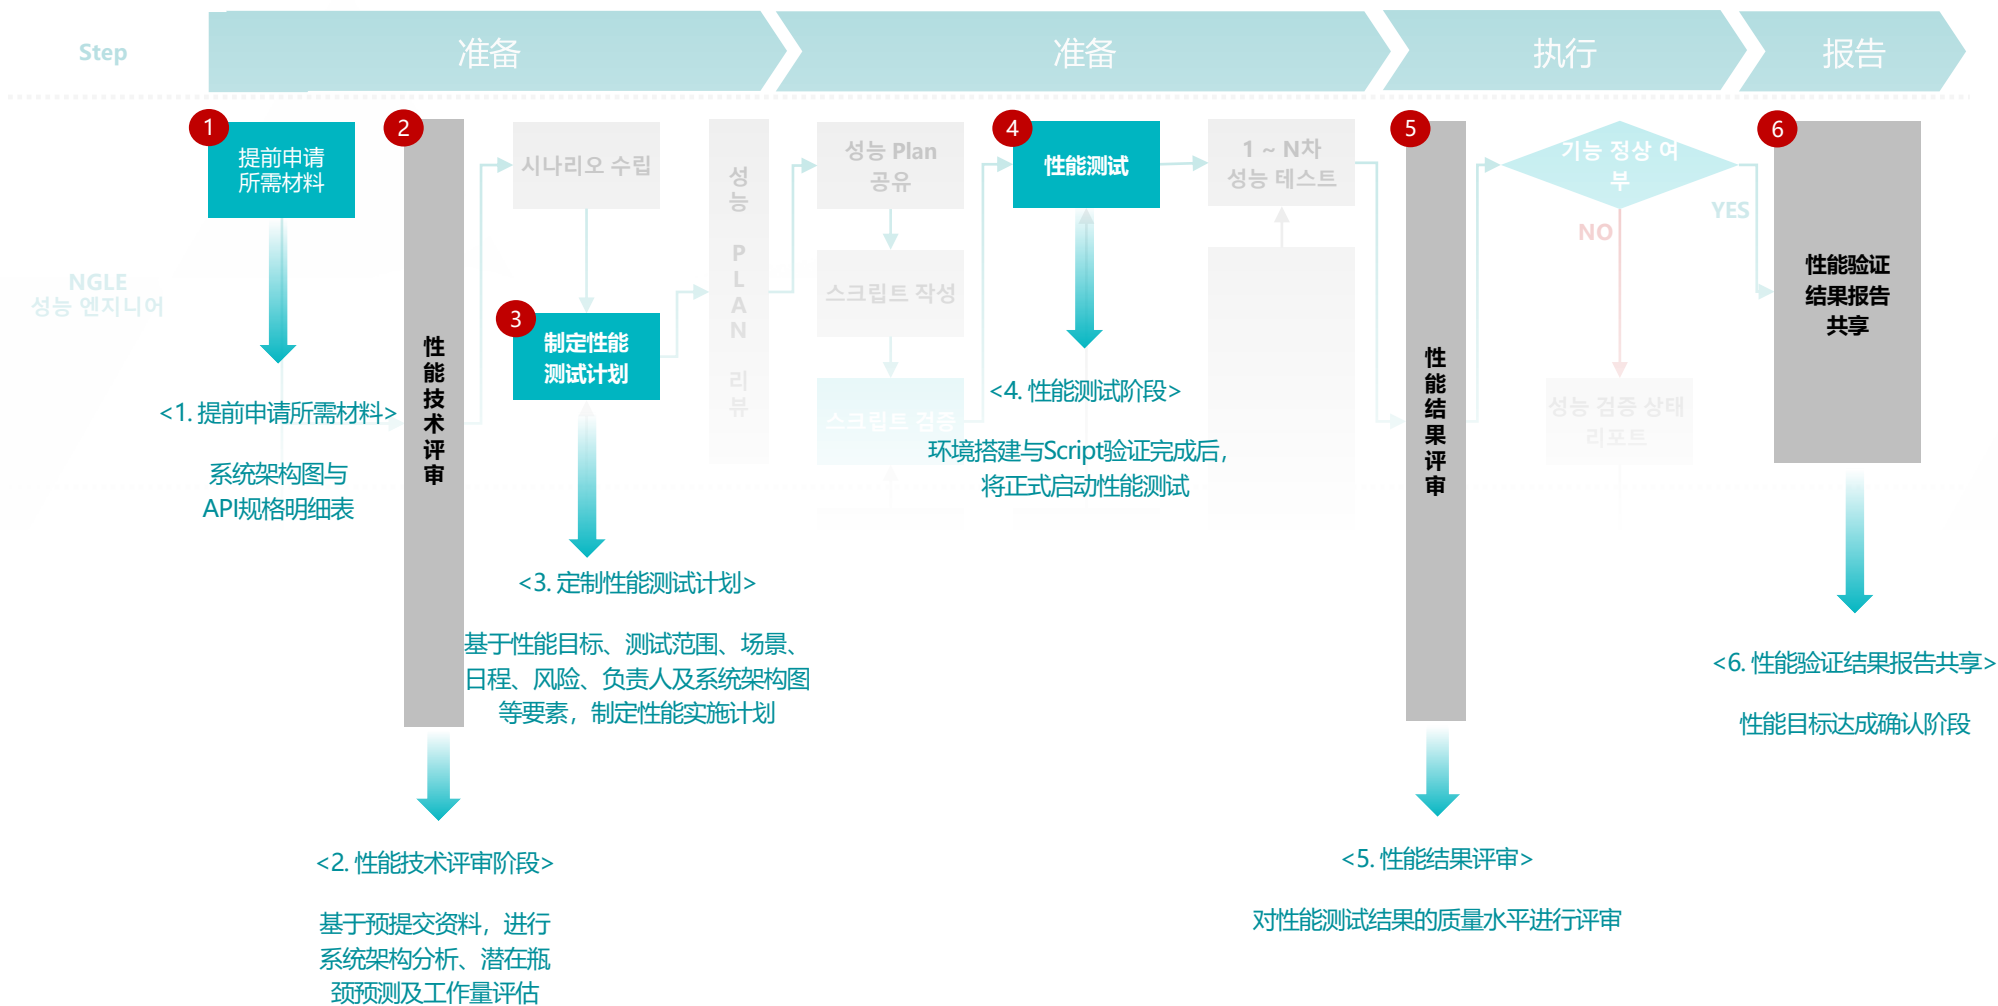 Step
准备
准备
执行
报告
1
提前申请
所需材料
2
性能技术评审
시나리오 수립
3
制定性能
测试计划
성능 PLAN 리뷰
성능 Plan
공유
스크립트 작성
스크립트 검증
4
性能测试
1 ~ N차
성능 테스트
5
性能结果评审
기능 정상 여
부
YES
NO
성능 검증 상태
리포트
6
性能验证
结果报告
共享
NGLE
성능 엔지니어
<1. 提前申请所需材料>
系统架构图与
API规格明细表
<4. 性能测试阶段>
环境搭建与Script验证完成后，
将正式启动性能测试
<3. 定制性能测试计划>
基于性能目标、测试范围、场景、
日程、风险、负责人及系统架构图
等要素，制定性能实施计划
<6. 性能验证结果报告共享>
性能目标达成确认阶段
<2. 性能技术评审阶段>
基于预提交资料，进行
系统架构分析、潜在瓶
颈预测及工作量评估
<5. 性能结果评审>
对性能测试结果的质量水平进行评审